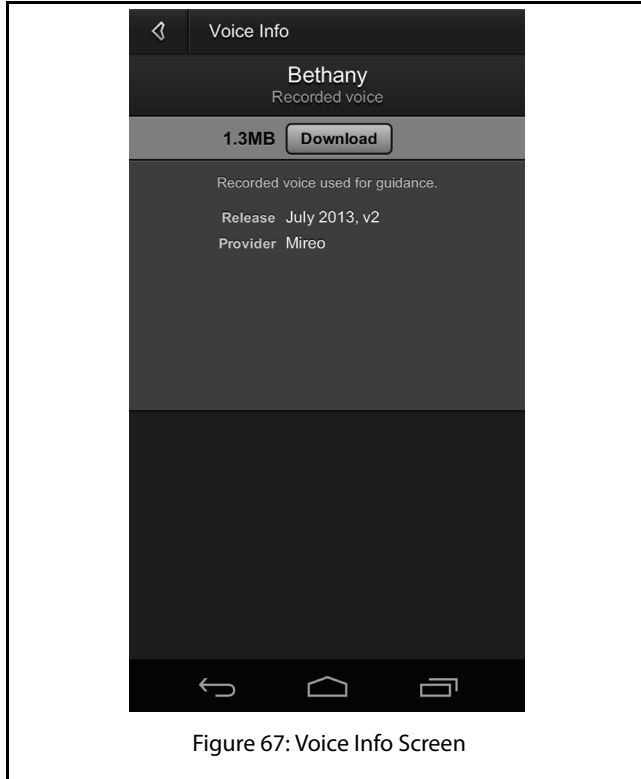 Voice Info
Bethany
Recorded voice
1.3MB Download
Recorded voice used for guidance.
Release July 2013, v2
Provider Mireo
Figure 67: Voice Info Screen